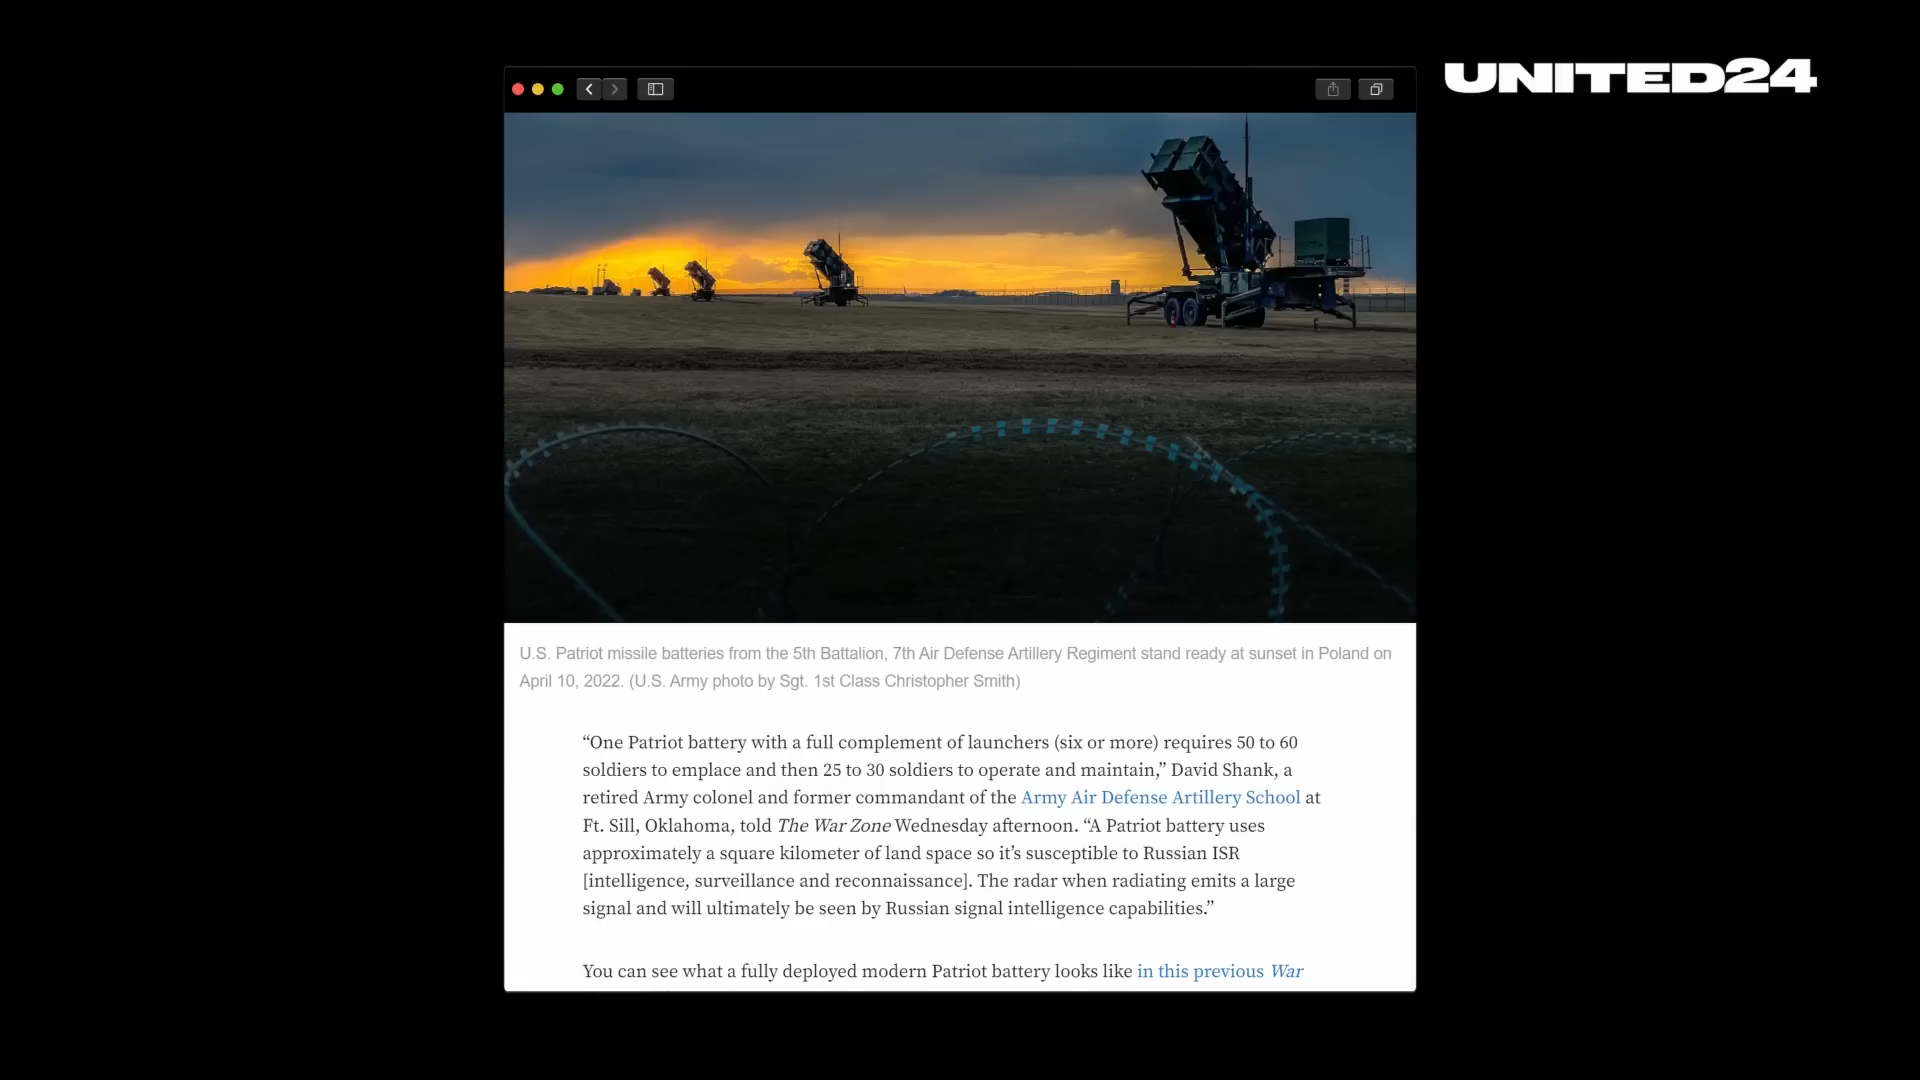 UNITED24
U.S. Patriot missile batteries from the 5th Battalion, 7th Air Defense Artillery Regiment stand ready at sunset in Poland on
April 10, 2022. (U.S. Army photo by Sgt. 1st Class Christopher Smith)
“One Patriot battery with a full complement of launchers (six or more) requires 50 to 60
soldiers to emplace and then 25 to 30 soldiers to operate and maintain,” David Shank, a
retired Army colonel and former commandant of the Army Air Defense Artillery School at
Ft. Sill, Oklahoma, told The War Zone Wednesday afternoon. “A Patriot battery uses
approximately a square kilometer of land space so it’s susceptible to Russian ISR
[intelligence, surveillance and reconnaissance]. The radar when radiating emits a large
signal and will ultimately be seen by Russian signal intelligence capabilities.”
You can see what a fully deployed modern Patriot battery looks like in this previous War